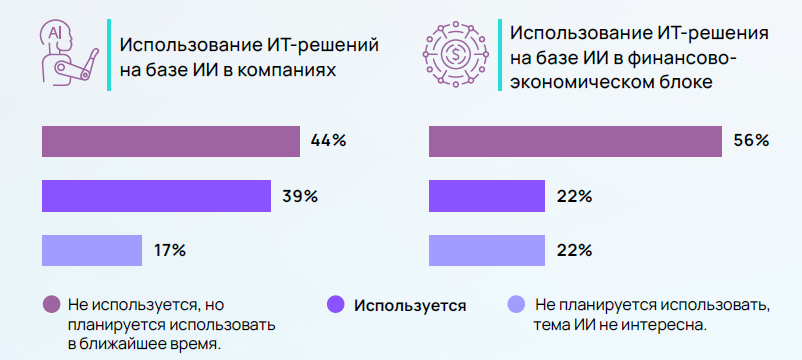 AI
Использование ИТ-решений
на базе ИИ в компаниях
44%
39%
17%
$
Использование ИТ-решения
на базе ИИ в финансово-
экономическом блоке
56%
22%
22%
Не используется, но
планируется использовать
в ближайшее время.
Используется
Не планируется использовать,
тема ИИ не интересна.